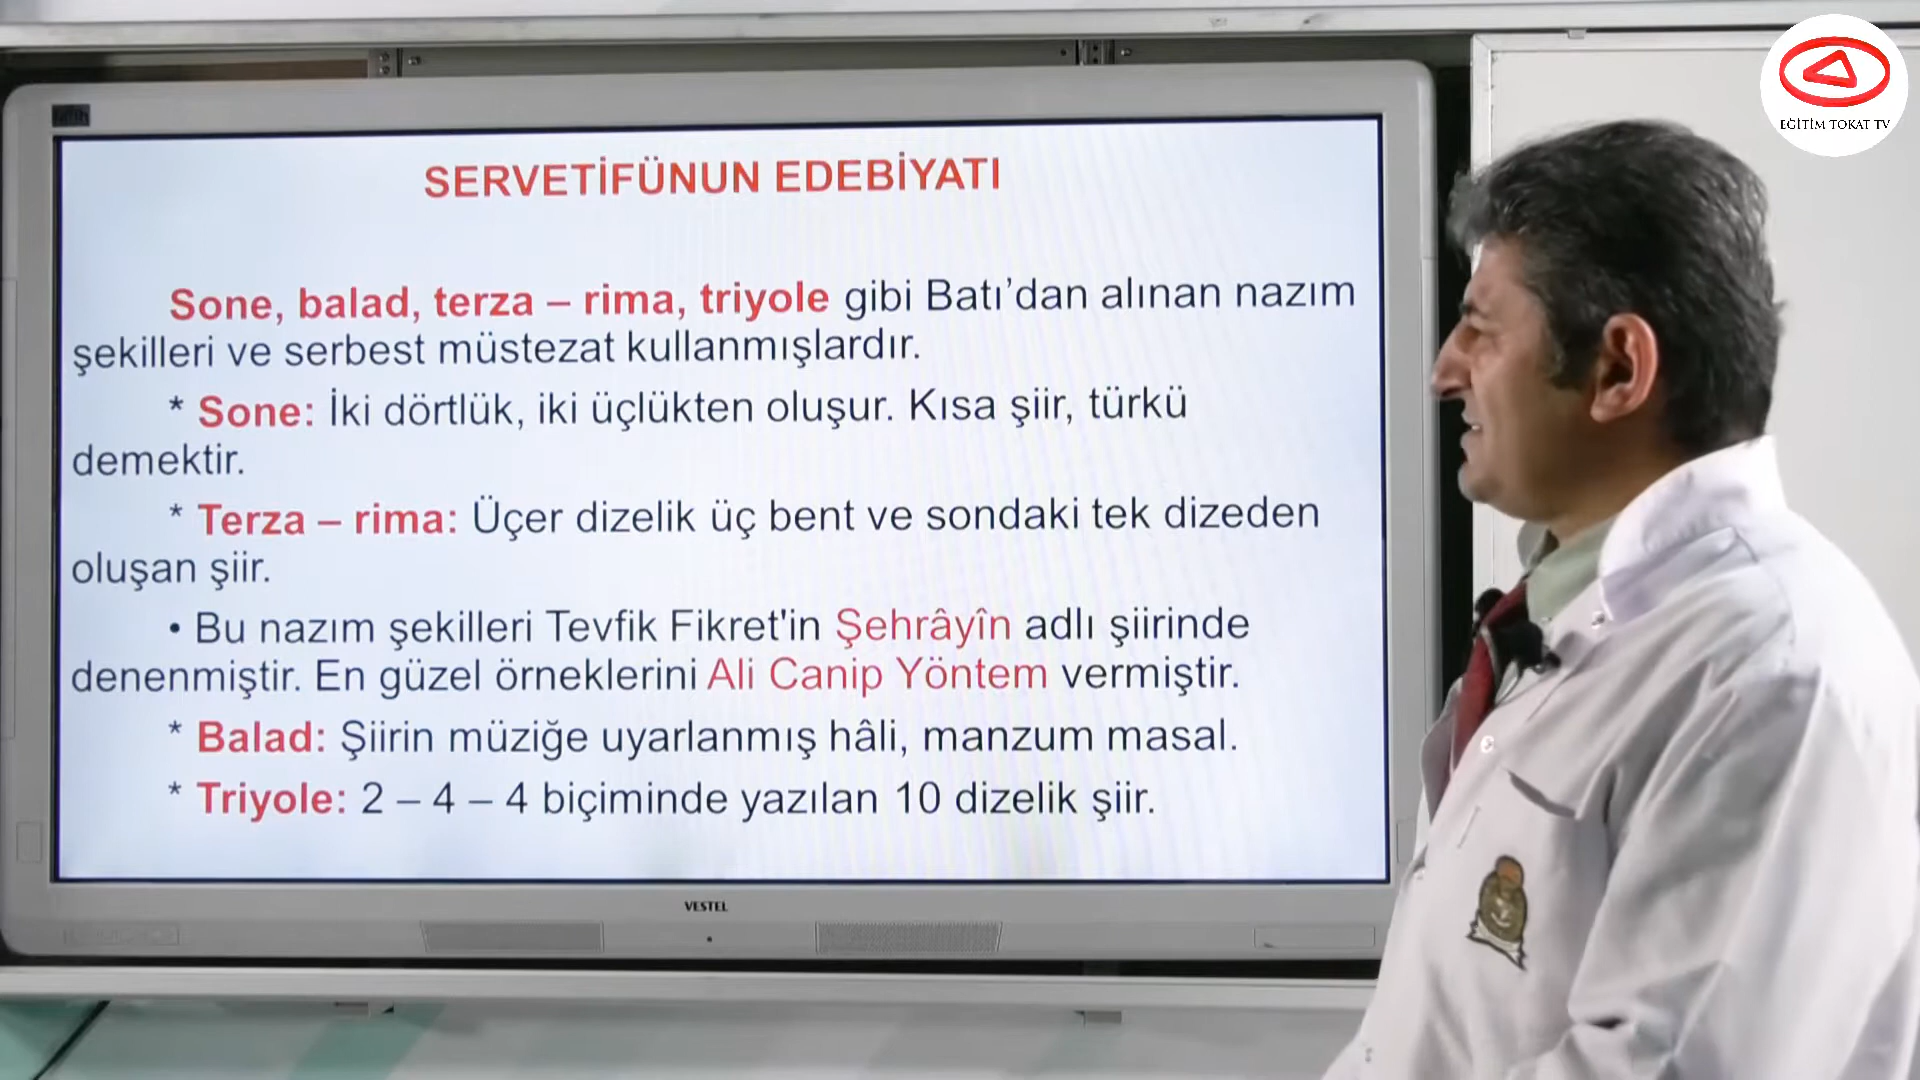 EĞİTİM TOKAT TV
SERVETİFÜNUN EDEBİYATI
Sone, balad, terza – rima, triyole gibi Batı’dan alınan nazım
şekilleri ve serbest müstezat kullanmışlardır.
* Sone: İki dörtlük, iki üçlükten oluşur. Kısa şiir, türkü
demektir.
* Terza – rima: Üçer dizelik üç bent ve sondaki tek dizeden
oluşan şiir.
• Bu nazım şekilleri Tevfik Fikret'in Şehrâyîn adlı şiirinde
denenmiştir. En güzel örneklerini Ali Canip Yöntem vermiştir.
* Balad: Şiirin müziğe uyarlanmış hâli, manzum masal.
* Triyole: 2 – 4 – 4 biçiminde yazılan 10 dizelik şiir.
VESTEL